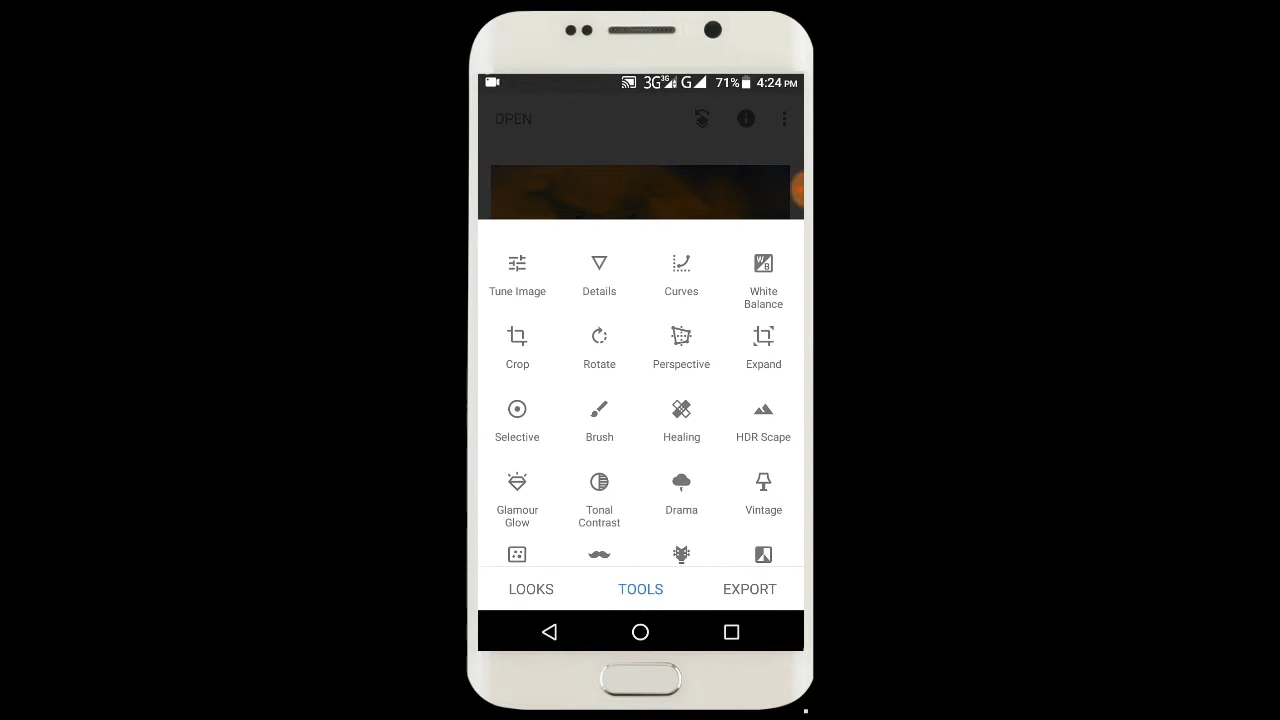 3G 3G G 71% 4:24 PM
OPEN
Tune Image Details Curves White
Balance
Crop Rotate Perspective Expand
Selective Brush Healing HDR Scape
Glamour Tonal Drama Vintage
Glow Contrast
LOOKS TOOLS EXPORT